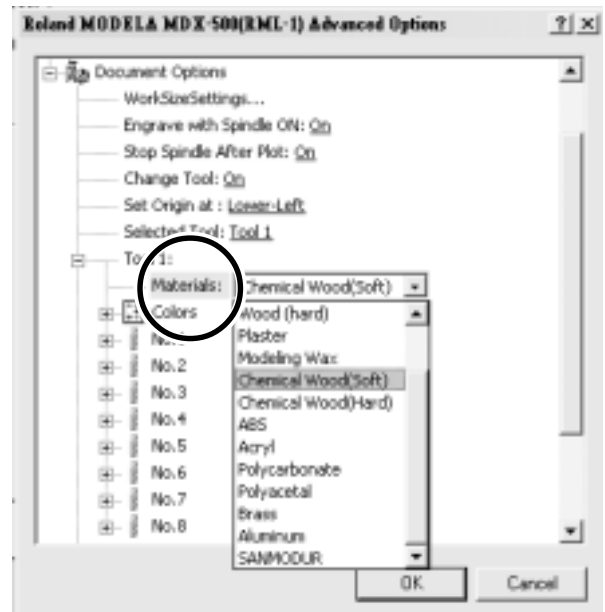 Roland MODELA MDX-500(RML-1) Advanced Options ? ×
Document Options
WorkSizeSettings...
Engrave with Spindle ON: On
Stop Spindle After Plot: On
Change Tool: On
Set Origin at : Lower-Left
Selected Tool: Tool 1
Tool 1:
Materials: Chemical Wood(Soft)
Colors Wood (hard)
Plaster
Modeling Wax
No.2
Chemical Wood(Soft)
No.3
Chemical Wood(Hard)
No.4
ABS
No.5
Acryl
No.6
Polycarbonate
No.7
Polyacetal
Brass
No.8
Aluminum
SANMODUR
OK Cancel